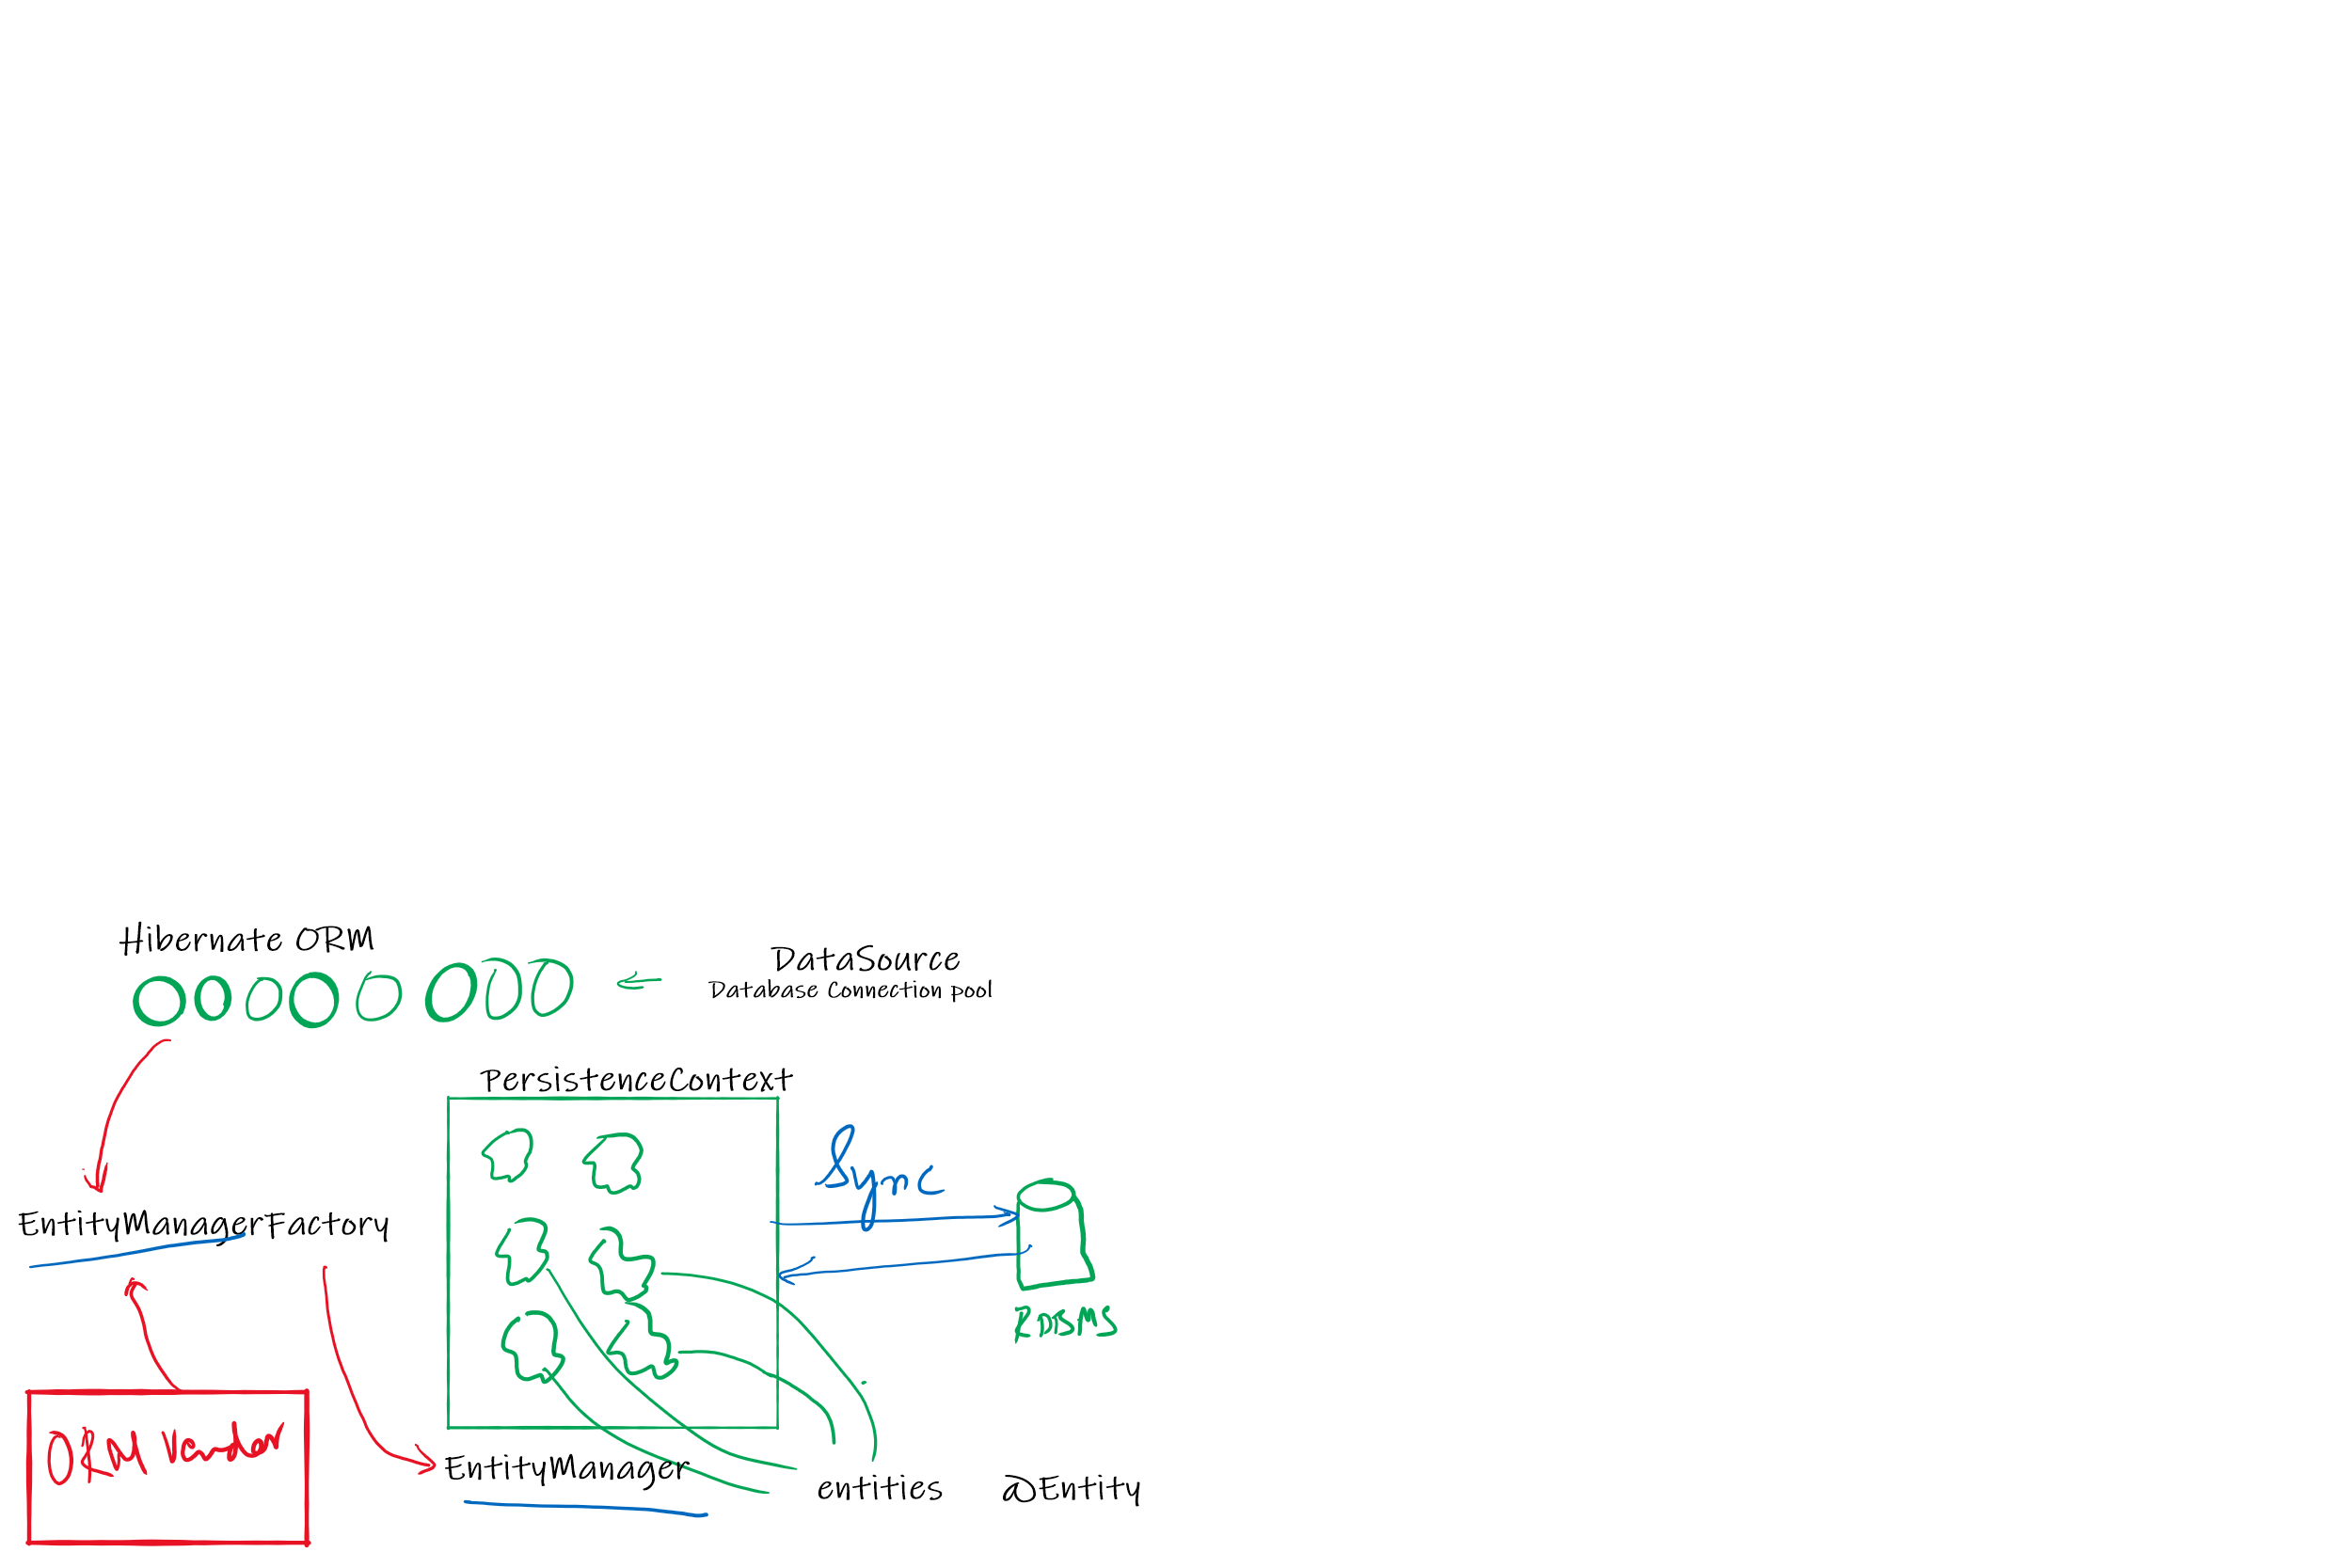 Hibernate ORM
DataSource
Database Connection pool
PersistenceContext
Sync
EntityManagerFactory
RDBMS
ORM Vendor
EntityManager
entities @Entity